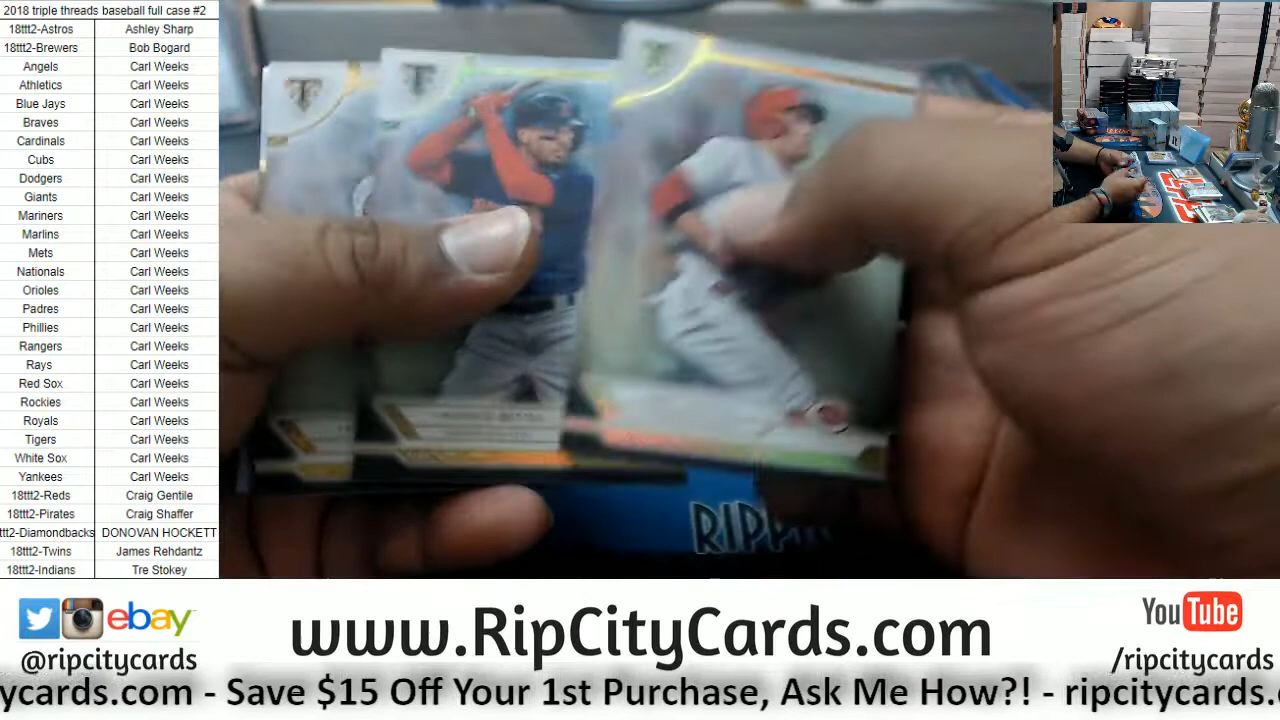 2018 triple threads baseball full case #2
18ttt2-Astros Ashley Sharp
18ttt2-Brewers Bob Bogard
Angels Carl Weeks
Athletics Carl Weeks
Blue Jays Carl Weeks
Braves Carl Weeks
Cardinals Carl Weeks
Cubs Carl Weeks
Dodgers Carl Weeks
Giants Carl Weeks
Mariners Carl Weeks
Marlins Carl Weeks
Mets Carl Weeks
Nationals Carl Weeks
Orioles Carl Weeks
Padres Carl Weeks
Phillies Carl Weeks
Rangers Carl Weeks
Rays Carl Weeks
Red Sox Carl Weeks
Rockies Carl Weeks
Royals Carl Weeks
Tigers Carl Weeks
White Sox Carl Weeks
Yankees Carl Weeks
18ttt2-Reds Craig Gentile
18ttt2-Pirates Craig Shaffer
ttt2-Diamondbacks DONOVAN HOCKETT
18ttt2-Twins James Rehdantz
18ttt2-Indians Tre Stokey
ebay
@ripcitycards
www.RipCityCards.com
YouTube
/ripcitycards
ycards.com - Save $15 Off Your 1st Purchase, Ask Me How?! - ripcitycards.c